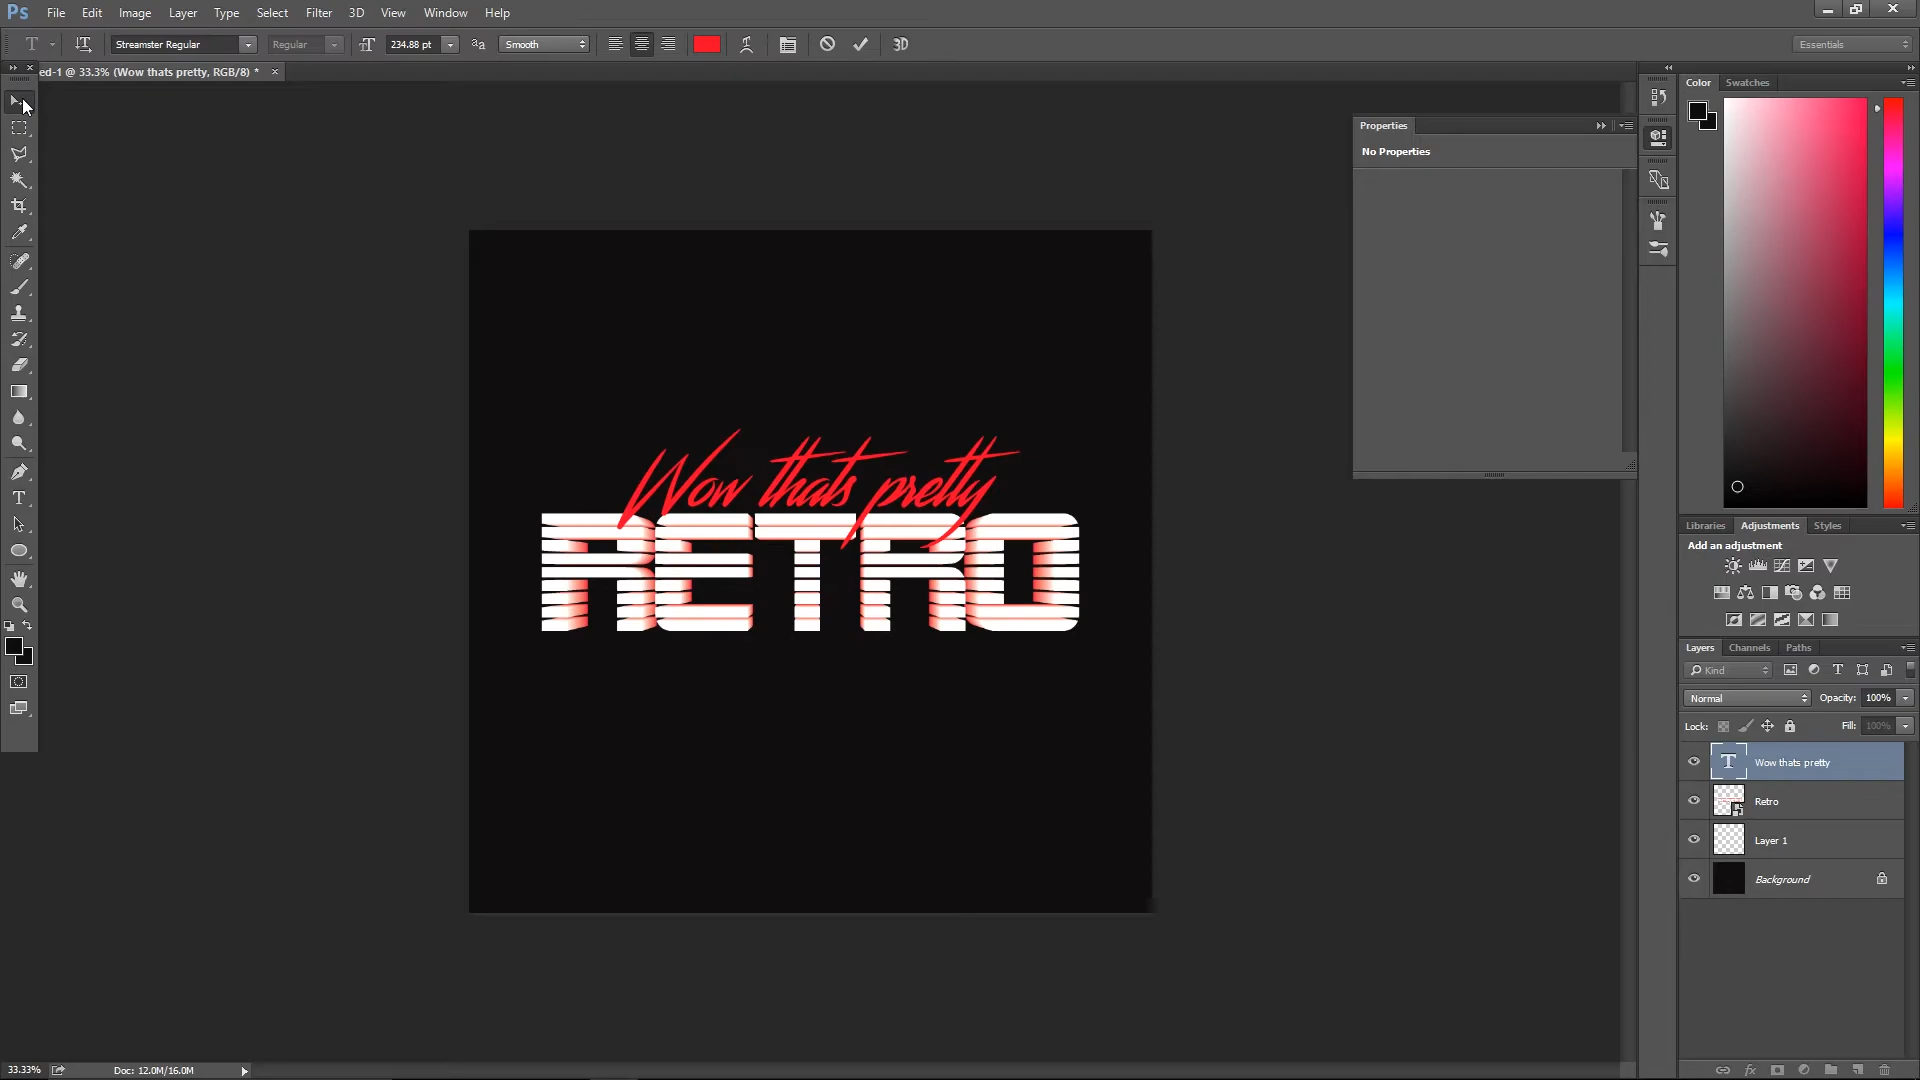 Ps File Edit Image Layer Type Select Filter 3D View Window Help
T Streamster Regular Regular 234.88 pt aa Smooth 3D Essentials
ed-1 @ 33.3% (Wow thats pretty, RGB/8) *
Color Swatches
Properties
No Properties
Wow thats pretty
RETRO
Libraries Adjustments Styles
Add an adjustment
Layers Channels Paths
Kind
Normal Opacity: 100%
Lock: Fill: 100%
T Wow thats pretty
Retro
Layer 1
Background
33.33% Doc: 12.0M/16.0M fx